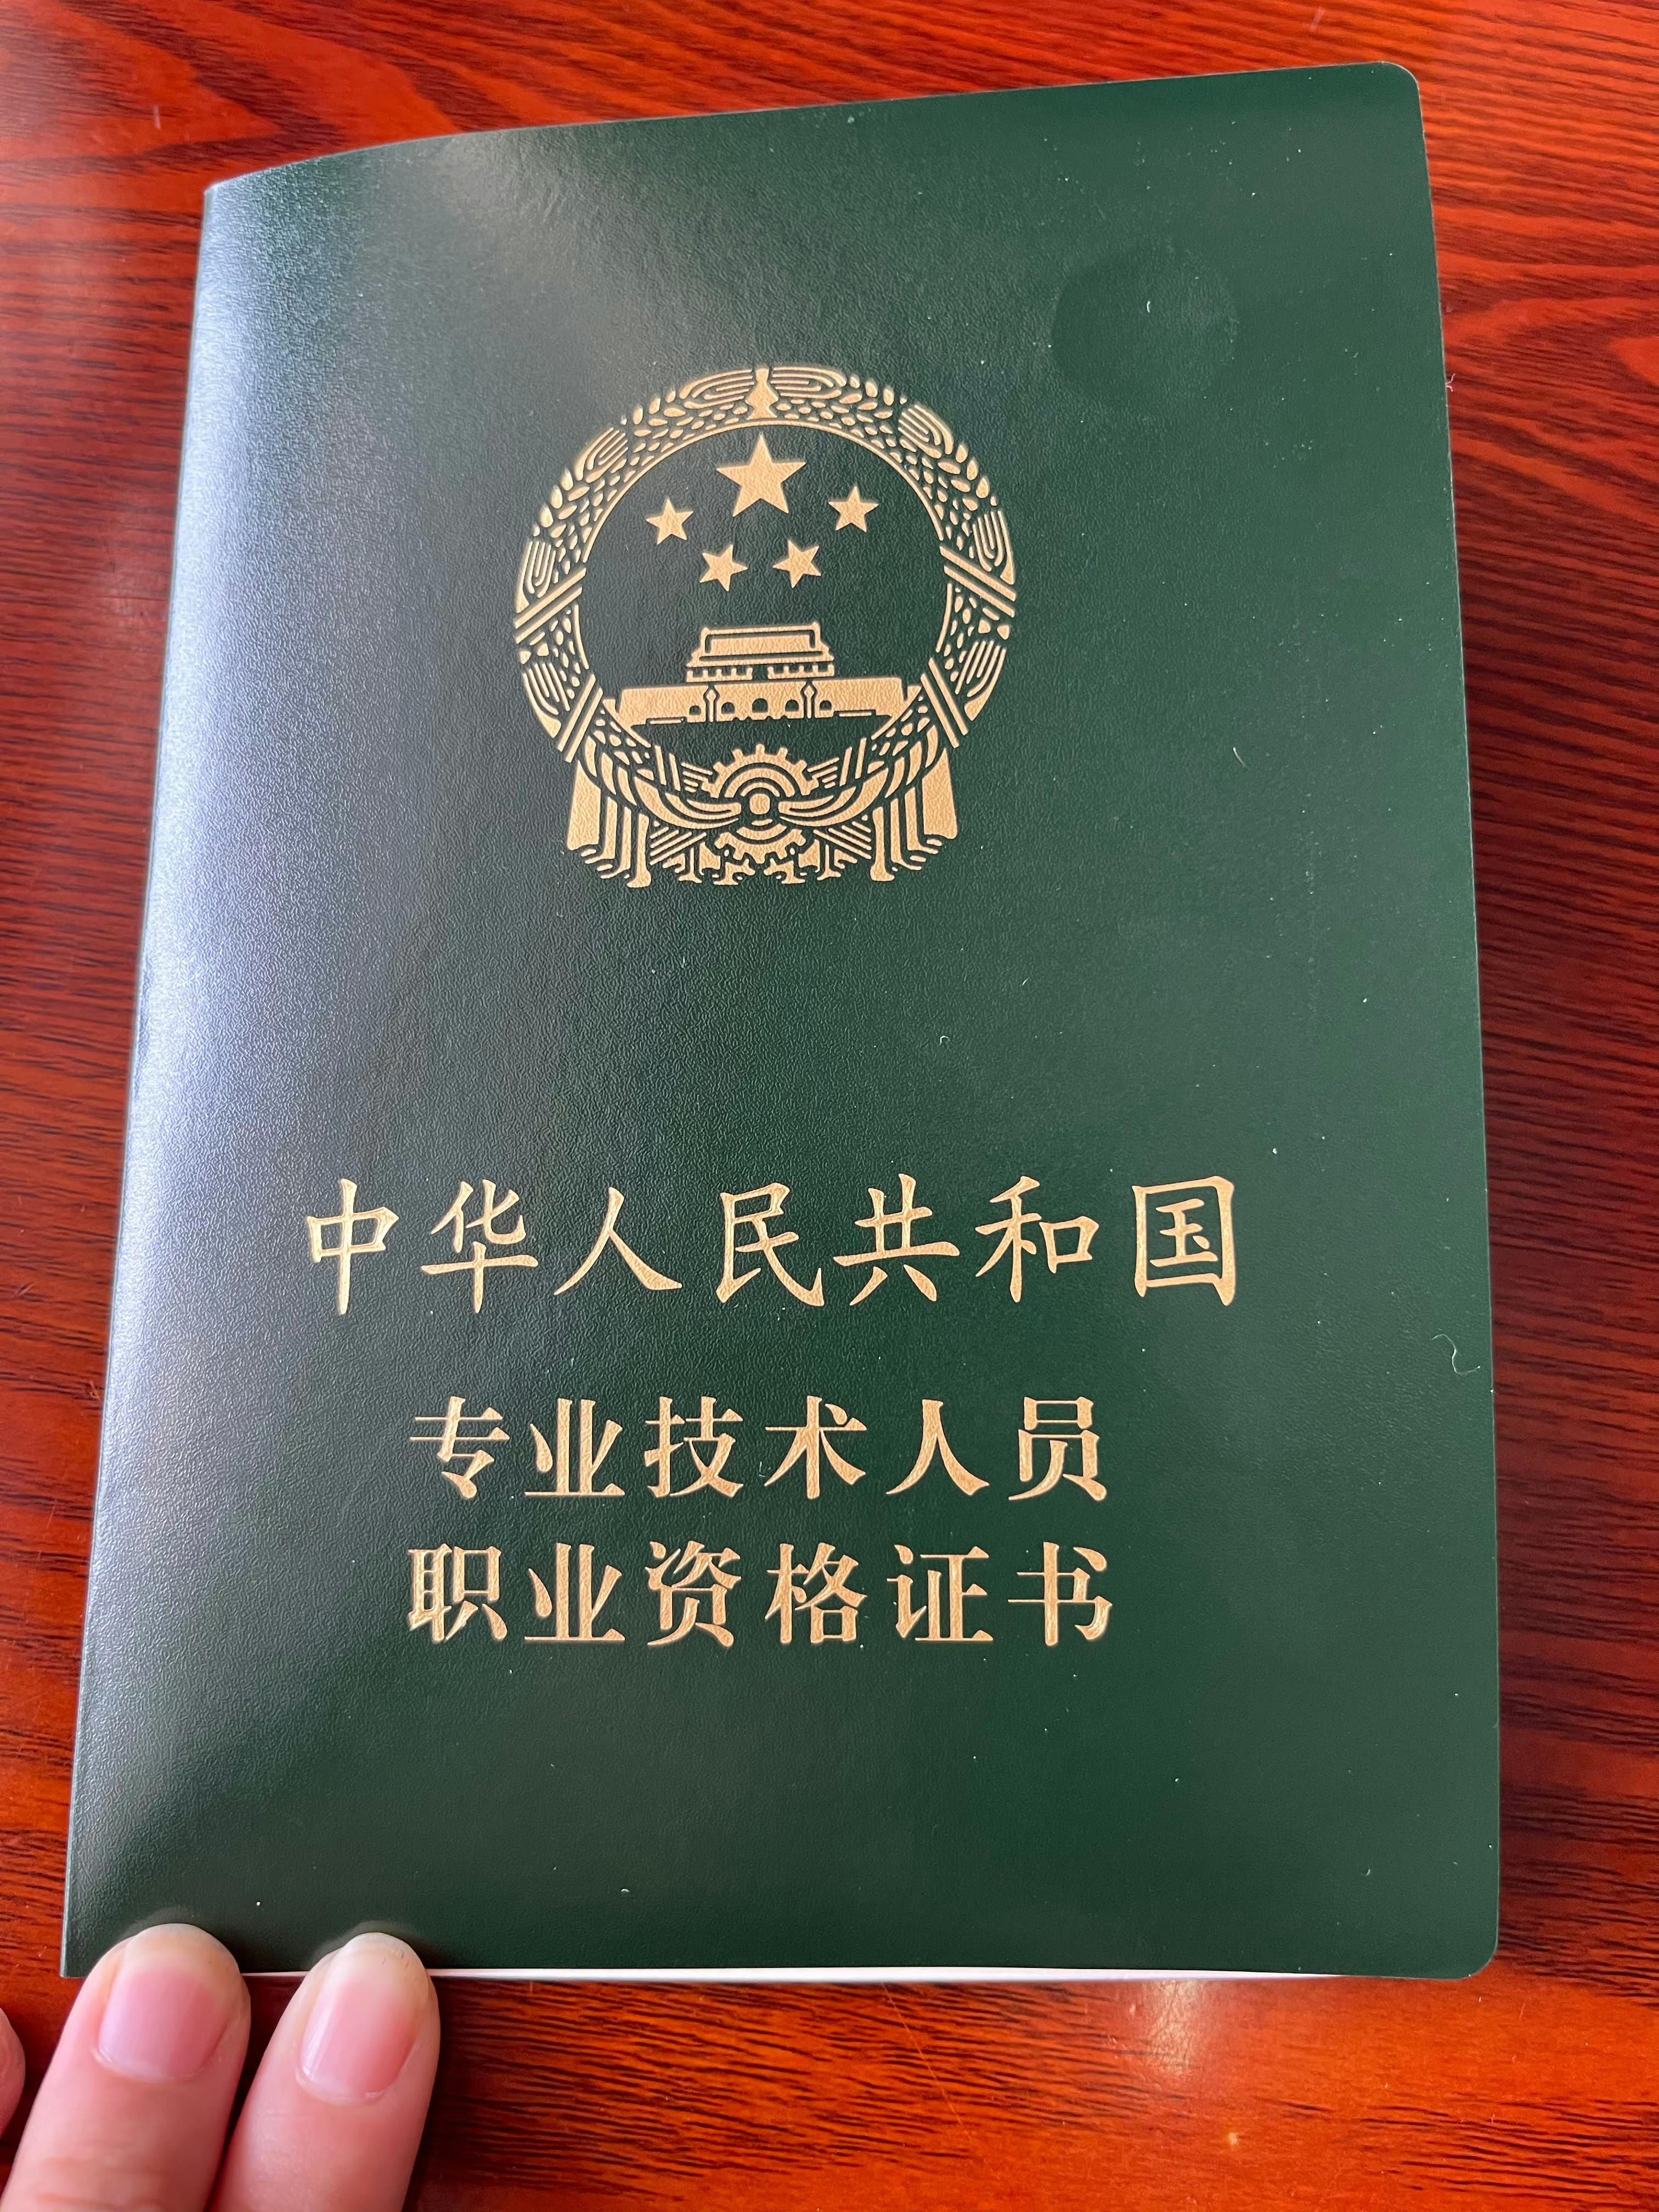 中华人民共和国
专业技术人员
职业资格证书